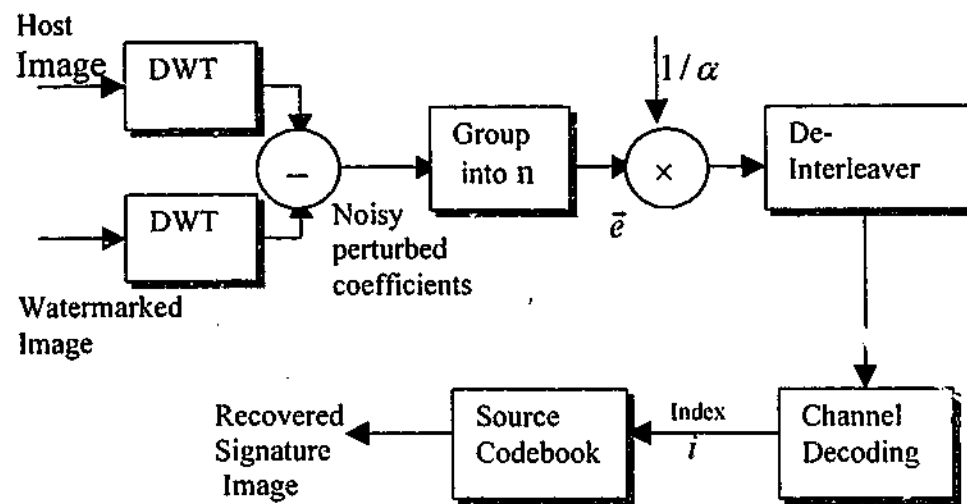 Host
Image
DWT
1/α
Group
into n
De-
Interleaver
−
×
DWT
e⃗
Noisy
perturbed
coefficients
Watermarked
Image
Recovered
Signature
Image
Source
Codebook
Index
i
Channel
Decoding